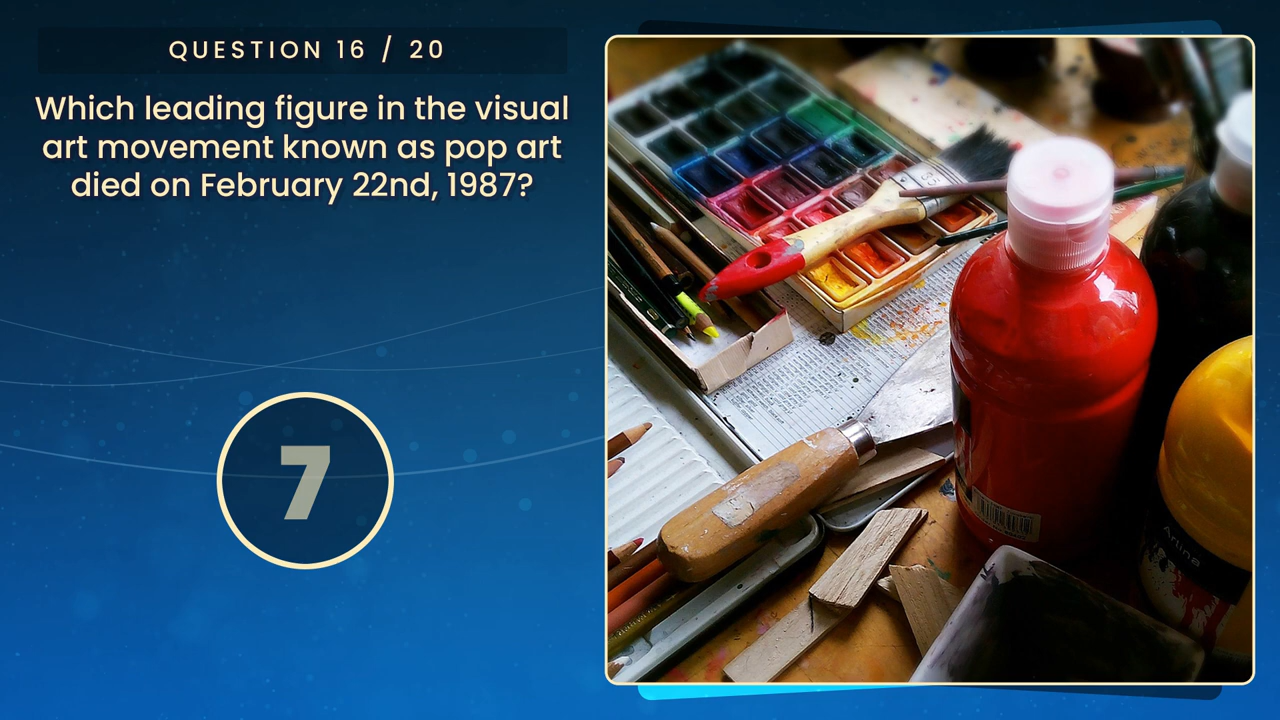 QUESTION 16 / 20
Which leading figure in the visual
art movement known as pop art
died on February 22nd, 1987?
7
Artina